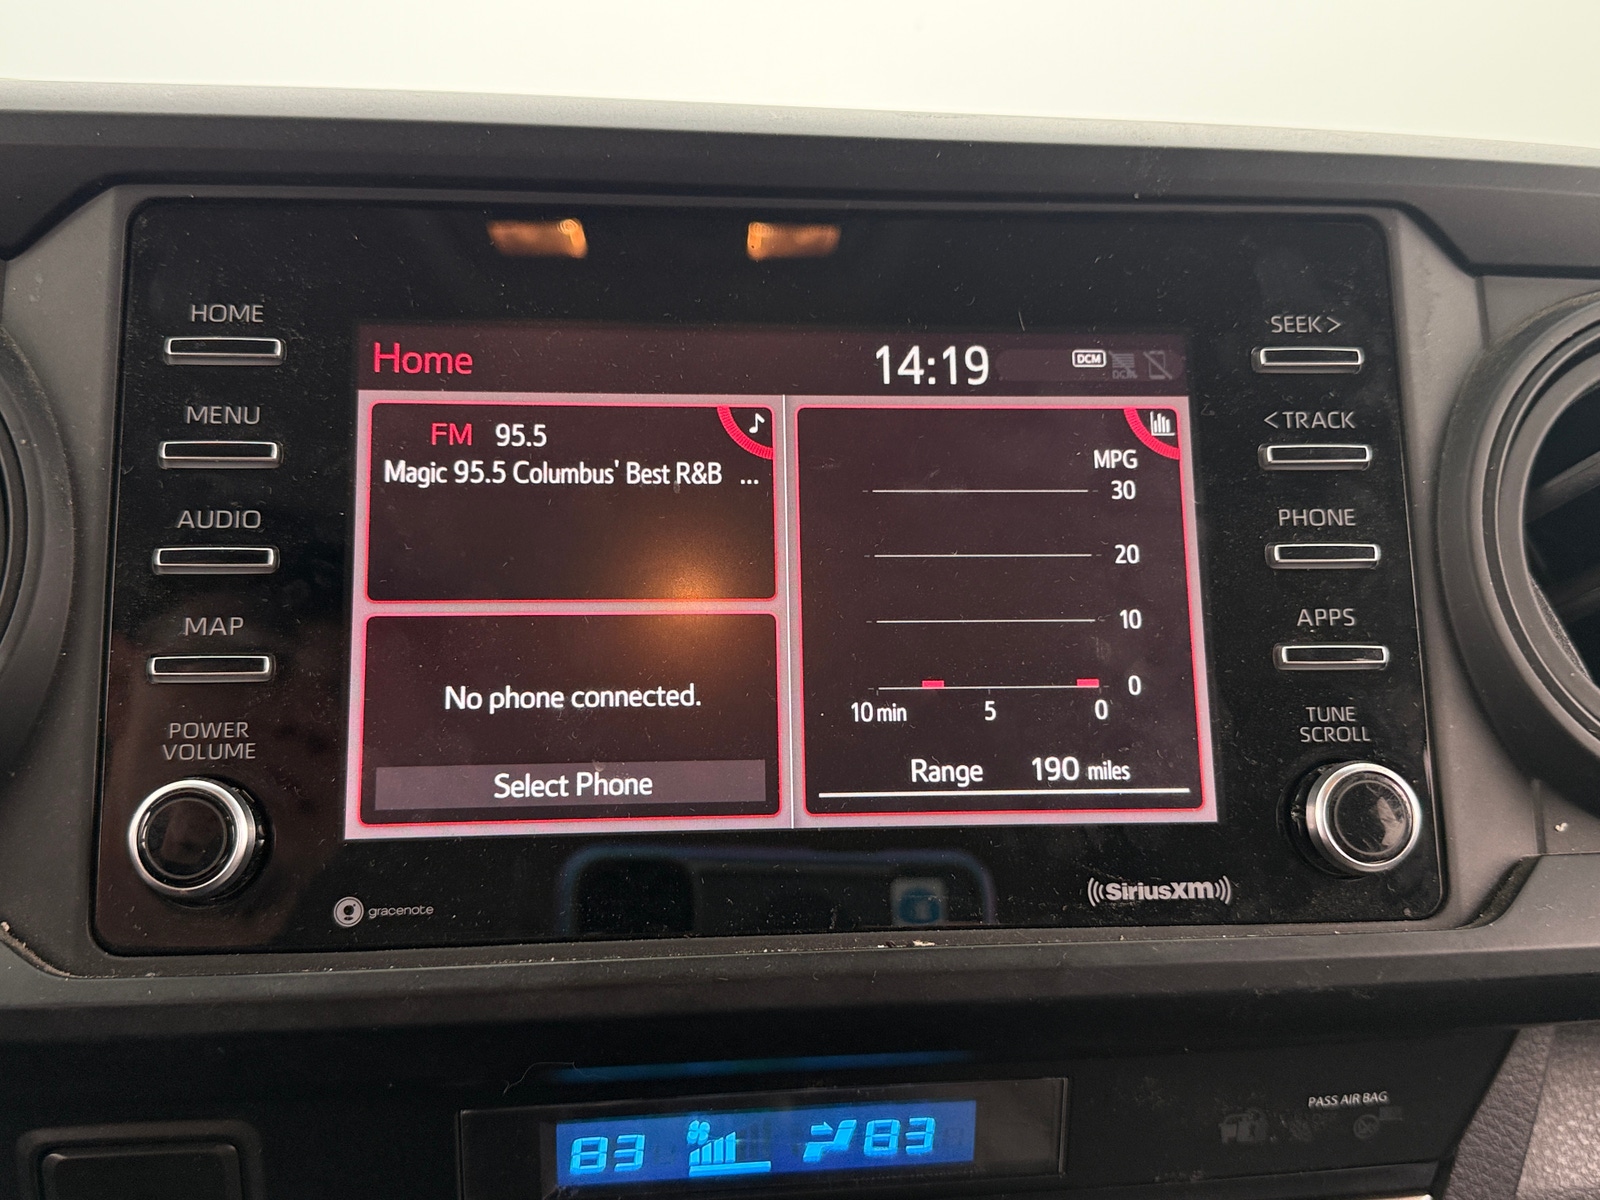 HOME
MENU
AUDIO
MAP
POWER
VOLUME
Home
14:19
DCM
DCM
FM 95.5
Magic 95.5 Columbus' Best R&B ...
No phone connected.
Select Phone
MPG
30
20
10
0
10 min 5 0
Range 190 miles
SEEK >
< TRACK
PHONE
APPS
TUNE
SCROLL
gracenote
((SiriusXM))
83 83
PASS AIR BAG